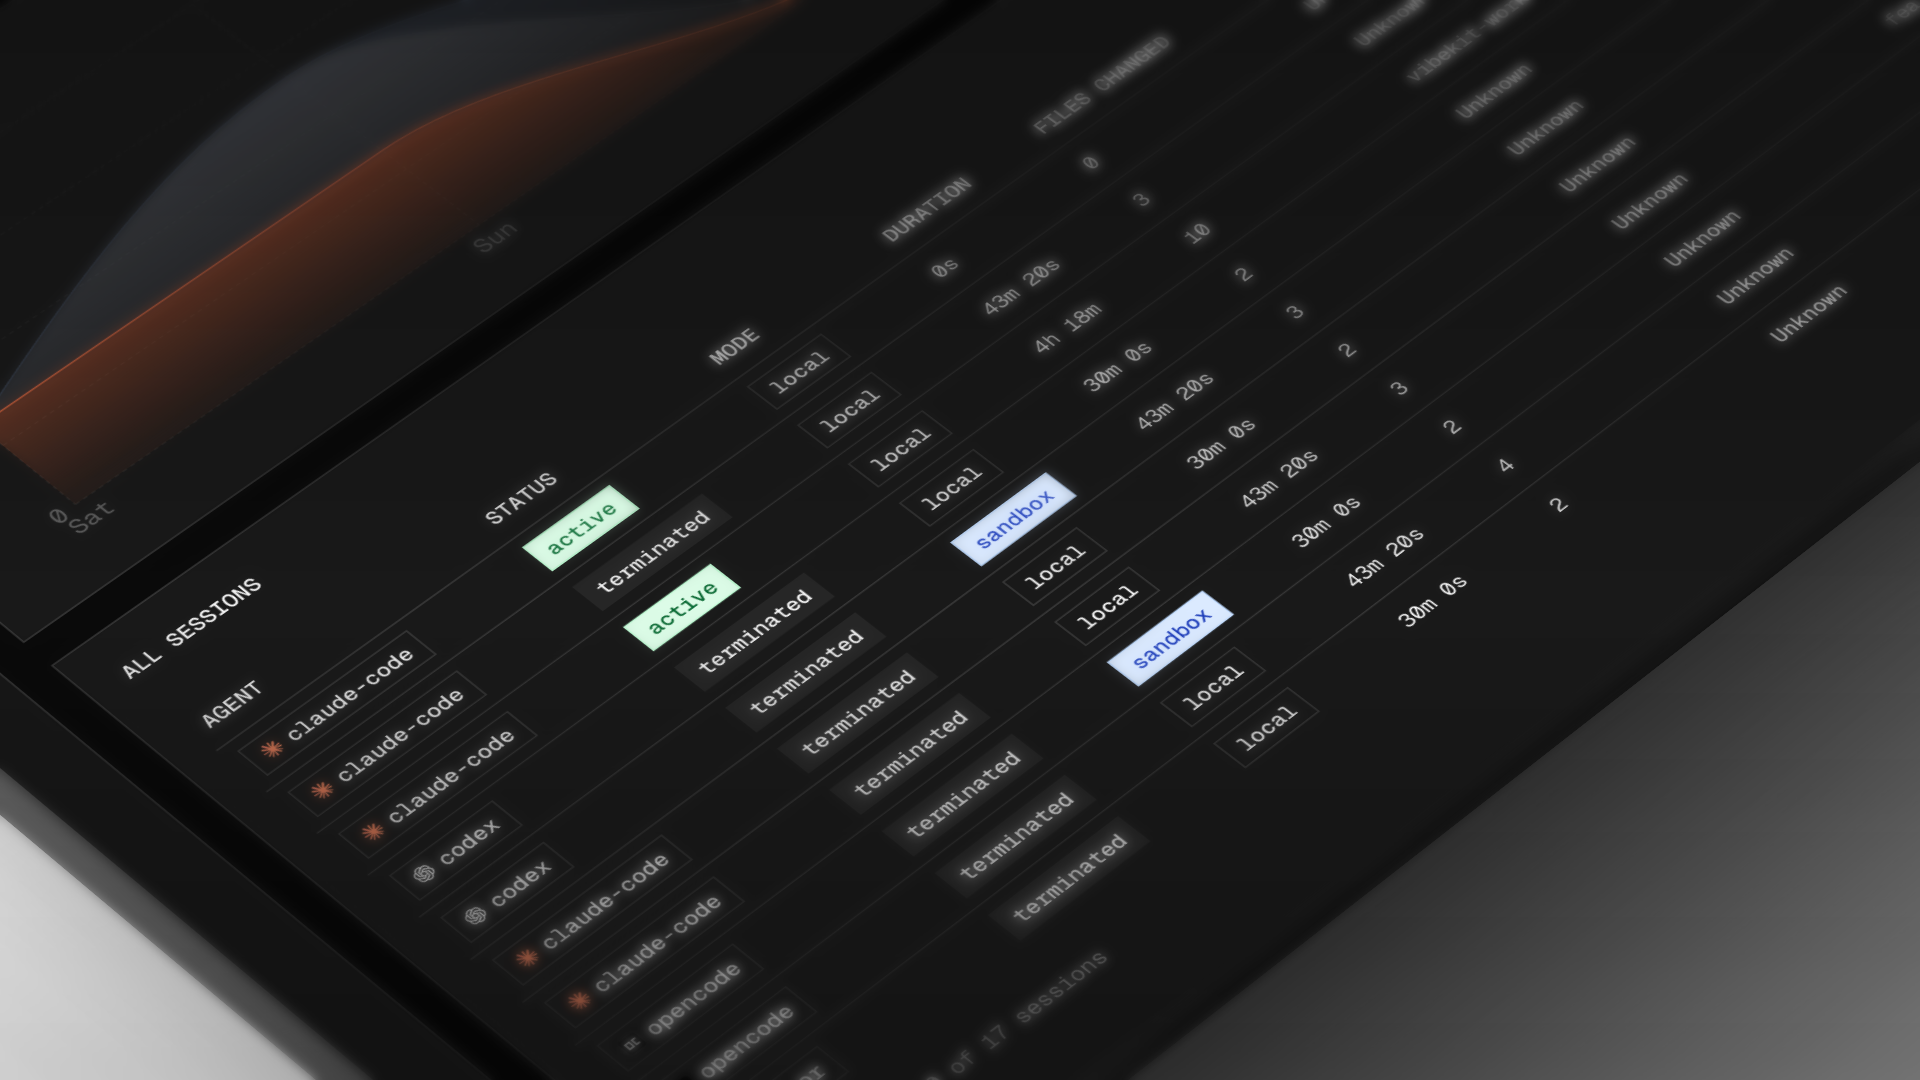 Sun
0
Sat
ALL SESSIONS
AGENT STATUS MODE DURATION FILES CHANGED
claude-code active local 0s 0
claude-code terminated local 43m 20s 3 Unknown
claude-code active local 4h 18m 10
codex terminated local 30m 0s 2 Unknown
codex terminated sandbox 43m 20s 3 Unknown
claude-code terminated local 30m 0s 2 Unknown
claude-code terminated local 43m 20s 3 Unknown
opencode terminated sandbox 30m 0s 2 Unknown
opencode terminated local 43m 20s 4 Unknown
terminated local 30m 0s 2 Unknown
of 17 sessions